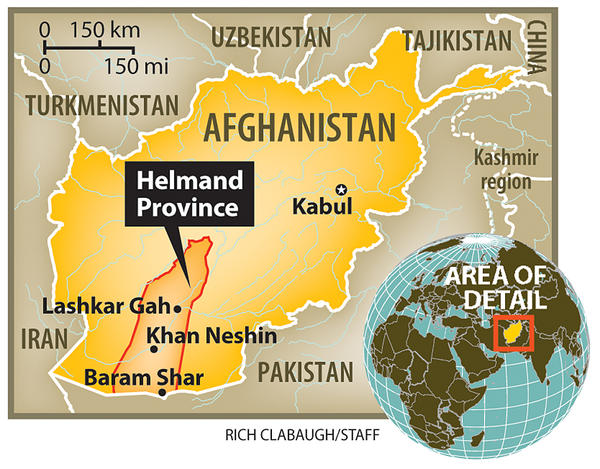 0 150 km
0 150 mi
UZBEKISTAN
TAJIKISTAN
CHINA
TURKMENISTAN
AFGHANISTAN
Kashmir
region
Helmand
Province
Kabul
AREA OF
DETAIL
Lashkar Gah
IRAN
Khan Neshin
Baram Shar
PAKISTAN
RICH CLABAUGH/STAFF